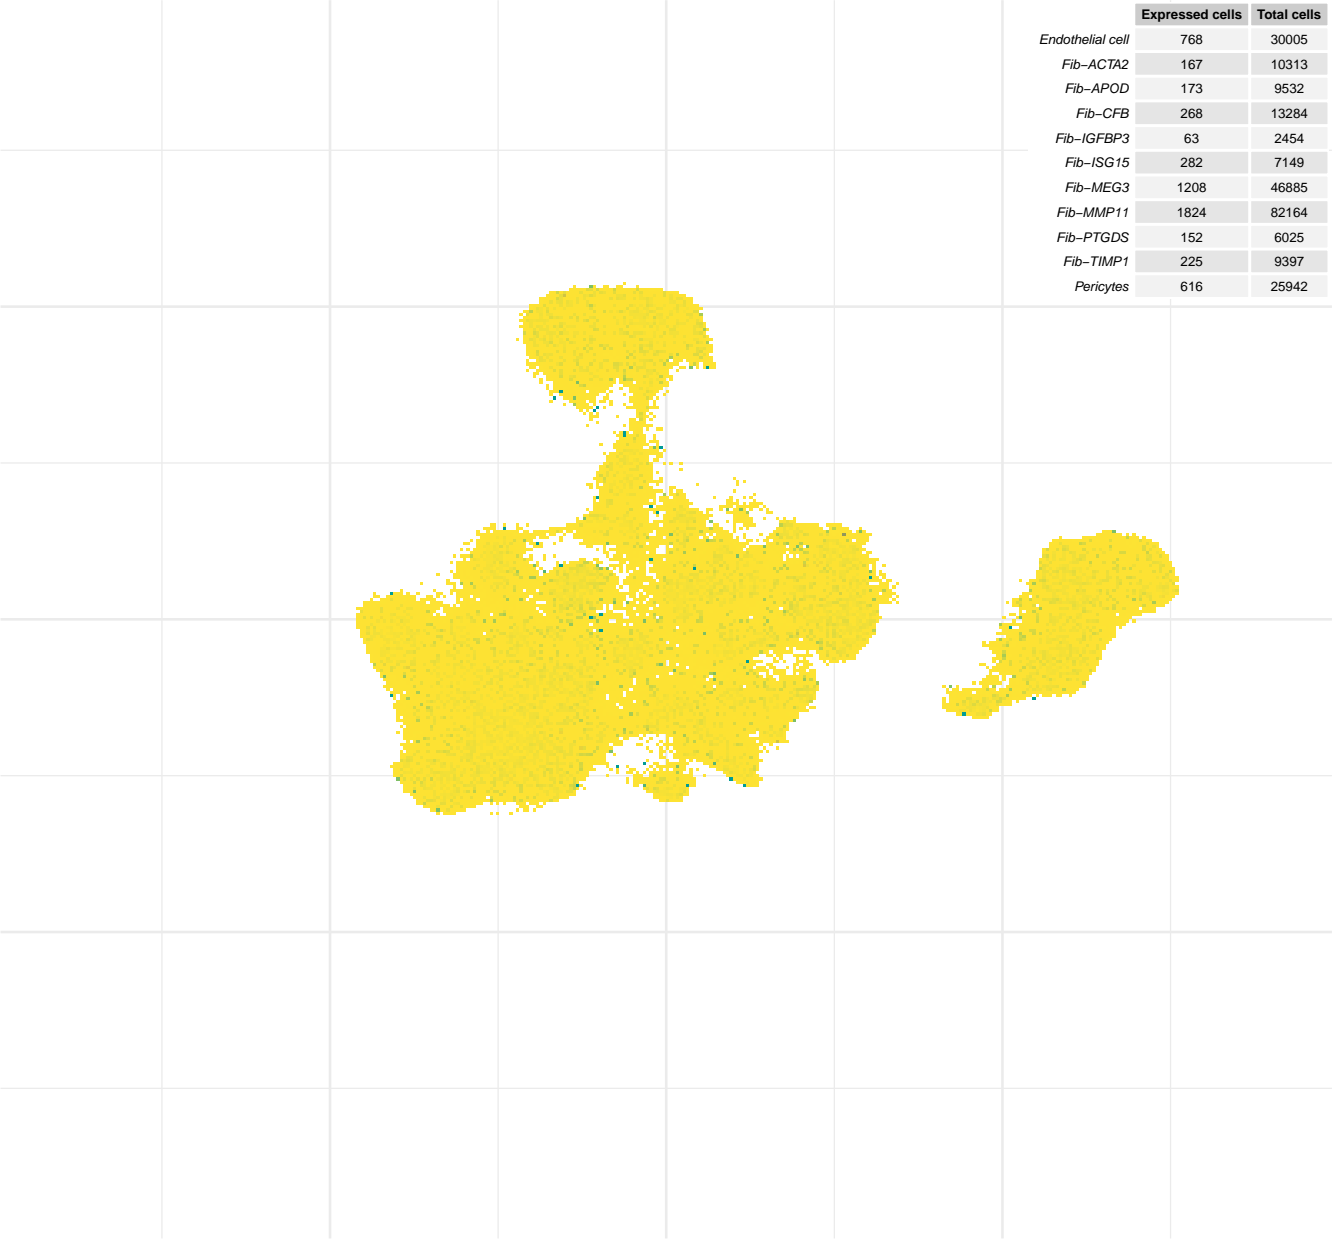 Expressed cells Total cells
Endothelial cell 768 30005
Fib−ACTA2 167 10313
Fib−APOD 173 9532
Fib−CFB 268 13284
Fib−IGFBP3 63 2454
Fib−ISG15 282 7149
Fib−MEG3 1208 46885
Fib−MMP11 1824 82164
Fib−PTGDS 152 6025
Fib−TIMP1 225 9397
Pericytes 616 25942